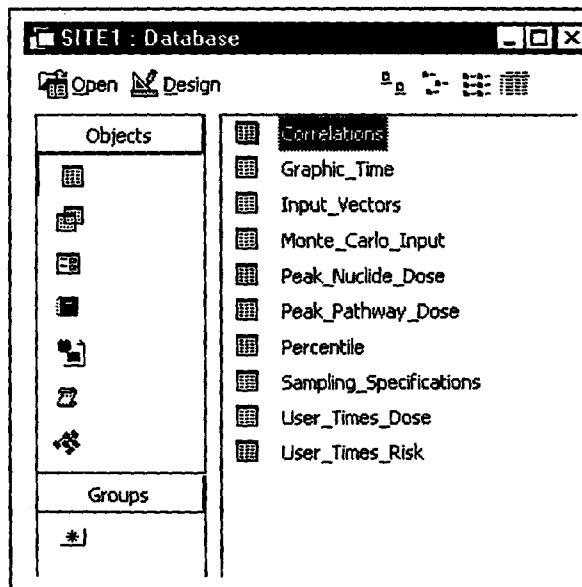 SITE1 : Database
Open Design
Objects
Correlations
Graphic_Time
Input_Vectors
Monte_Carlo_Input
Peak_Nuclide_Dose
Peak_Pathway_Dose
Percentile
Sampling_Specifications
User_Times_Dose
User_Times_Risk
Groups